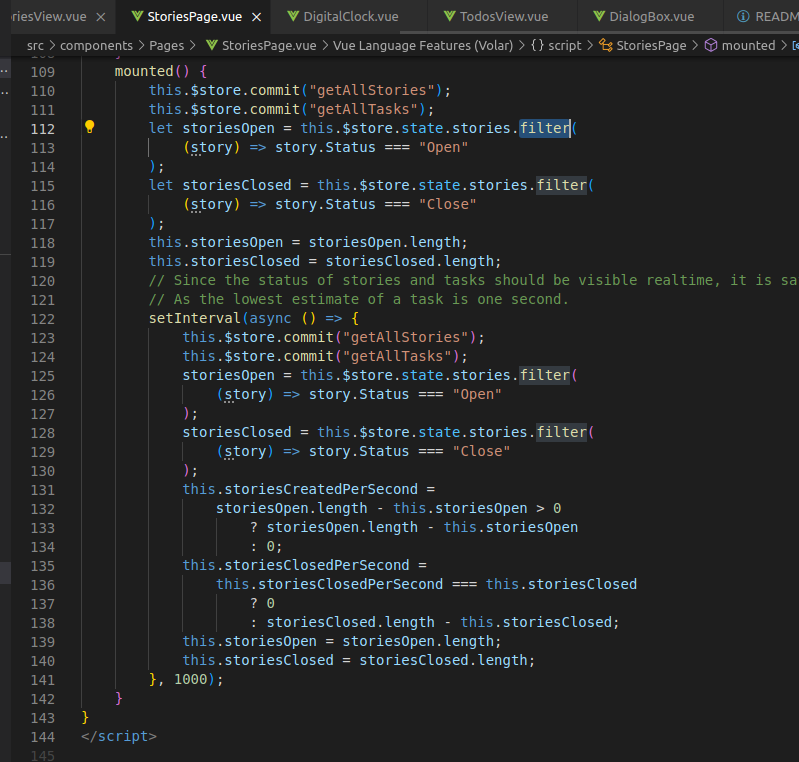 riesView.vue × StoriesPage.vue × DigitalClock.vue TodosView.vue DialogBox.vue README
src > components > Pages > StoriesPage.vue > Vue Language Features (Volar) > {} script > StoriesPage > mounted >
109 mounted() {
110 this.$store.commit("getAllStories");
111 this.$store.commit("getAllTasks");
112 let storiesOpen = this.$store.state.stories.filter(
113 (story) => story.Status === "Open"
114 );
115 let storiesClosed = this.$store.state.stories.filter(
116 (story) => story.Status === "Close"
117 );
118 this.storiesOpen = storiesOpen.length;
119 this.storiesClosed = storiesClosed.length;
120 // Since the status of stories and tasks should be visible realtime, it is sa
121 // As the lowest estimate of a task is one second.
122 setInterval(async () => {
123 this.$store.commit("getAllStories");
124 this.$store.commit("getAllTasks");
125 storiesOpen = this.$store.state.stories.filter(
126 (story) => story.Status === "Open"
127 );
128 storiesClosed = this.$store.state.stories.filter(
129 (story) => story.Status === "Close"
130 );
131 this.storiesCreatedPerSecond =
132 storiesOpen.length - this.storiesOpen > 0
133 ? storiesOpen.length - this.storiesOpen
134 : 0;
135 this.storiesClosedPerSecond =
136 this.storiesClosedPerSecond === this.storiesClosed
137 ? 0
138 : storiesClosed.length - this.storiesClosed;
139 this.storiesOpen = storiesOpen.length;
140 this.storiesClosed = storiesClosed.length;
141 }, 1000);
142 }
143 }
144 </script>
145